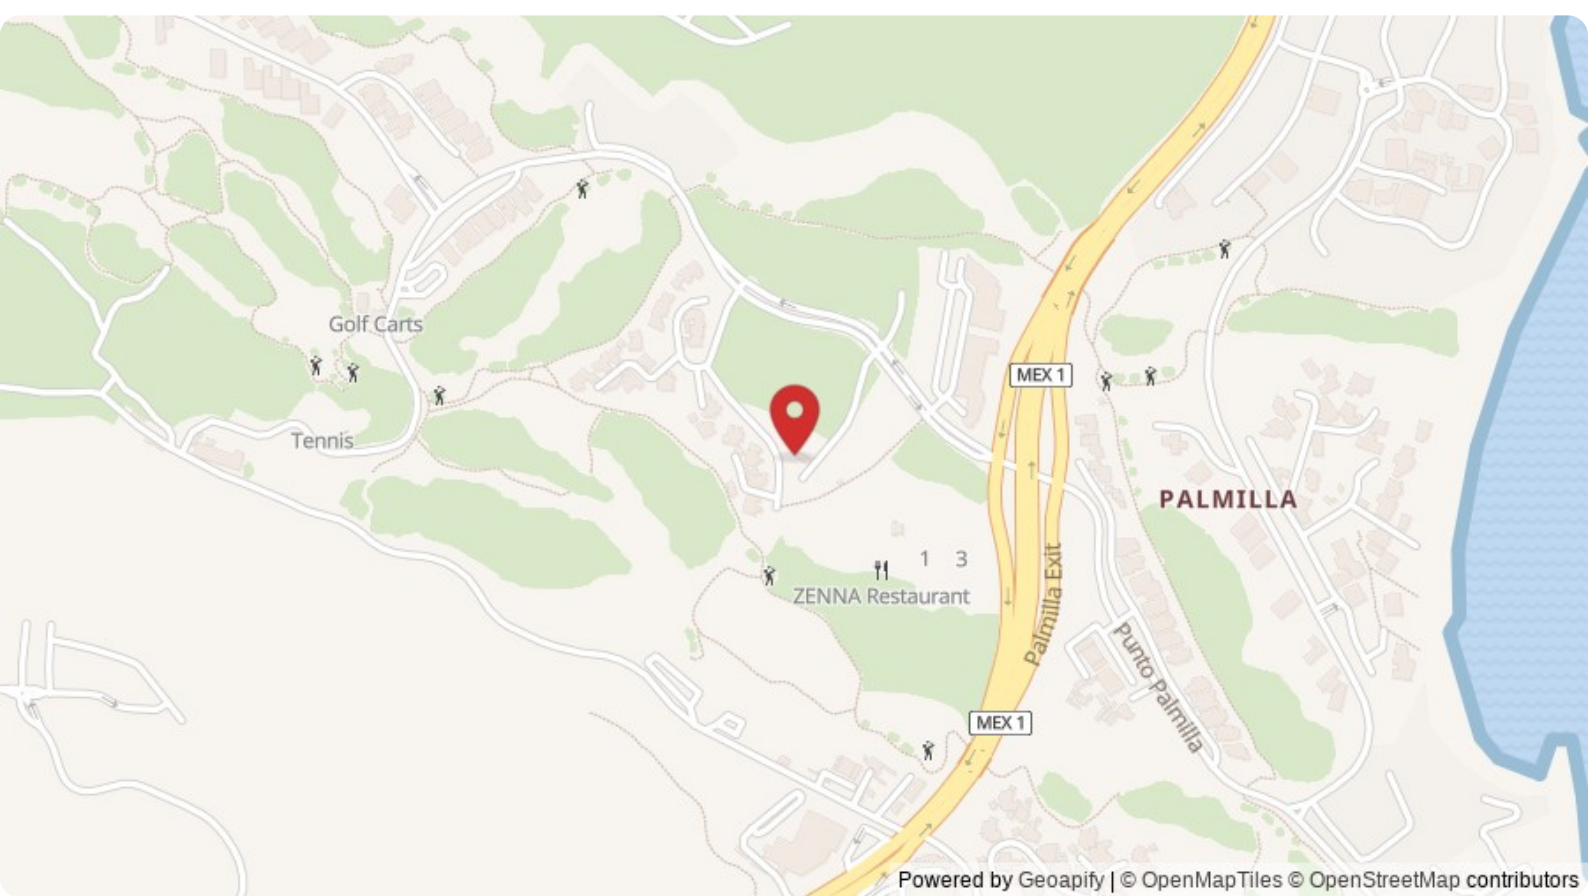 Golf Carts
MEX 1
Tennis
PALMILLA
1 3
ZENNA Restaurant
Palmilla Exit
Punto Palmilla
MEX 1
Powered by Geoapify | © OpenMapTiles © OpenStreetMap contributors